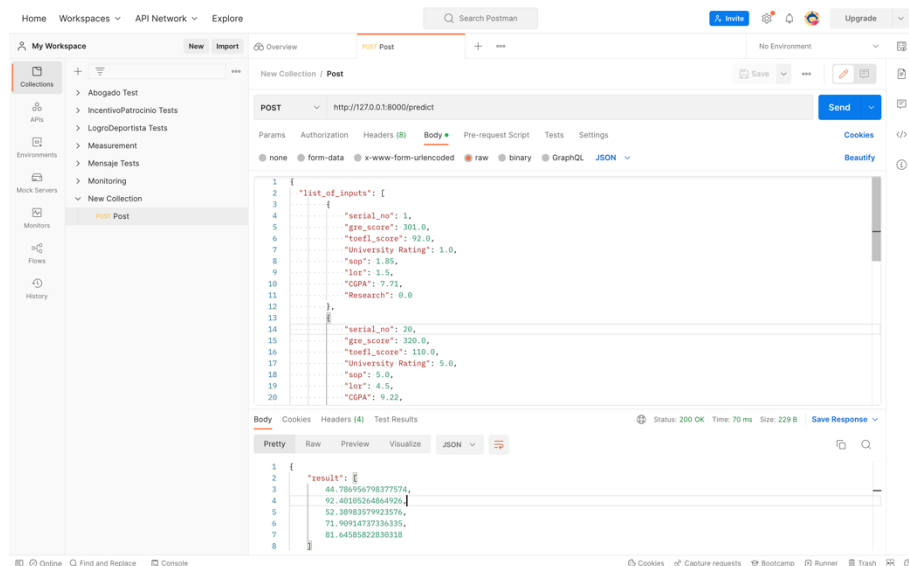 Home Workspaces API Network Explore Search Postman Invite Upgrade
My Workspace New Import Overview POST Post No Environment
Collections
APIs
Environments
Mock Servers
Monitors
Flows
History
Abogado Test
IncentivoPatrocinio Tests
LogroDeportista Tests
Measurement
Mensaje Tests
Monitoring
New Collection
POST Post
New Collection / Post Save
POST http://127.0.0.1:8000/predict Send
Params Authorization Headers (8) Body Pre-request Script Tests Settings Cookies
none form-data x-www-form-urlencoded raw binary GraphQL JSON Beautify
1 {
2 "list_of_inputs": [
3 {
4 "serial_no": 1,
5 "gre_score": 301.0,
6 "toefl_score": 92.0,
7 "University Rating": 1.0,
8 "sop": 1.85,
9 "lor": 1.5,
10 "CGPA": 7.71,
11 "Research": 0.0
12 },
13 {
14 "serial_no": 20,
15 "gre_score": 320.0,
16 "toefl_score": 110.0,
17 "University Rating": 5.0,
18 "sop": 5.0,
19 "lor": 4.5,
20 "CGPA": 9.22,
Body Cookies Headers (4) Test Results Status: 200 OK Time: 70 ms Size: 229 B Save Response
Pretty Raw Preview Visualize JSON
1 {
2 "result": [
3 44.786956798377574,
4 92.40105264864926,
5 52.38983579923576,
6 71.90914737336335,
7 81.64585822830318
8 ]
Online Find and Replace Console Cookies Capture requests Bootcamp Runner Trash